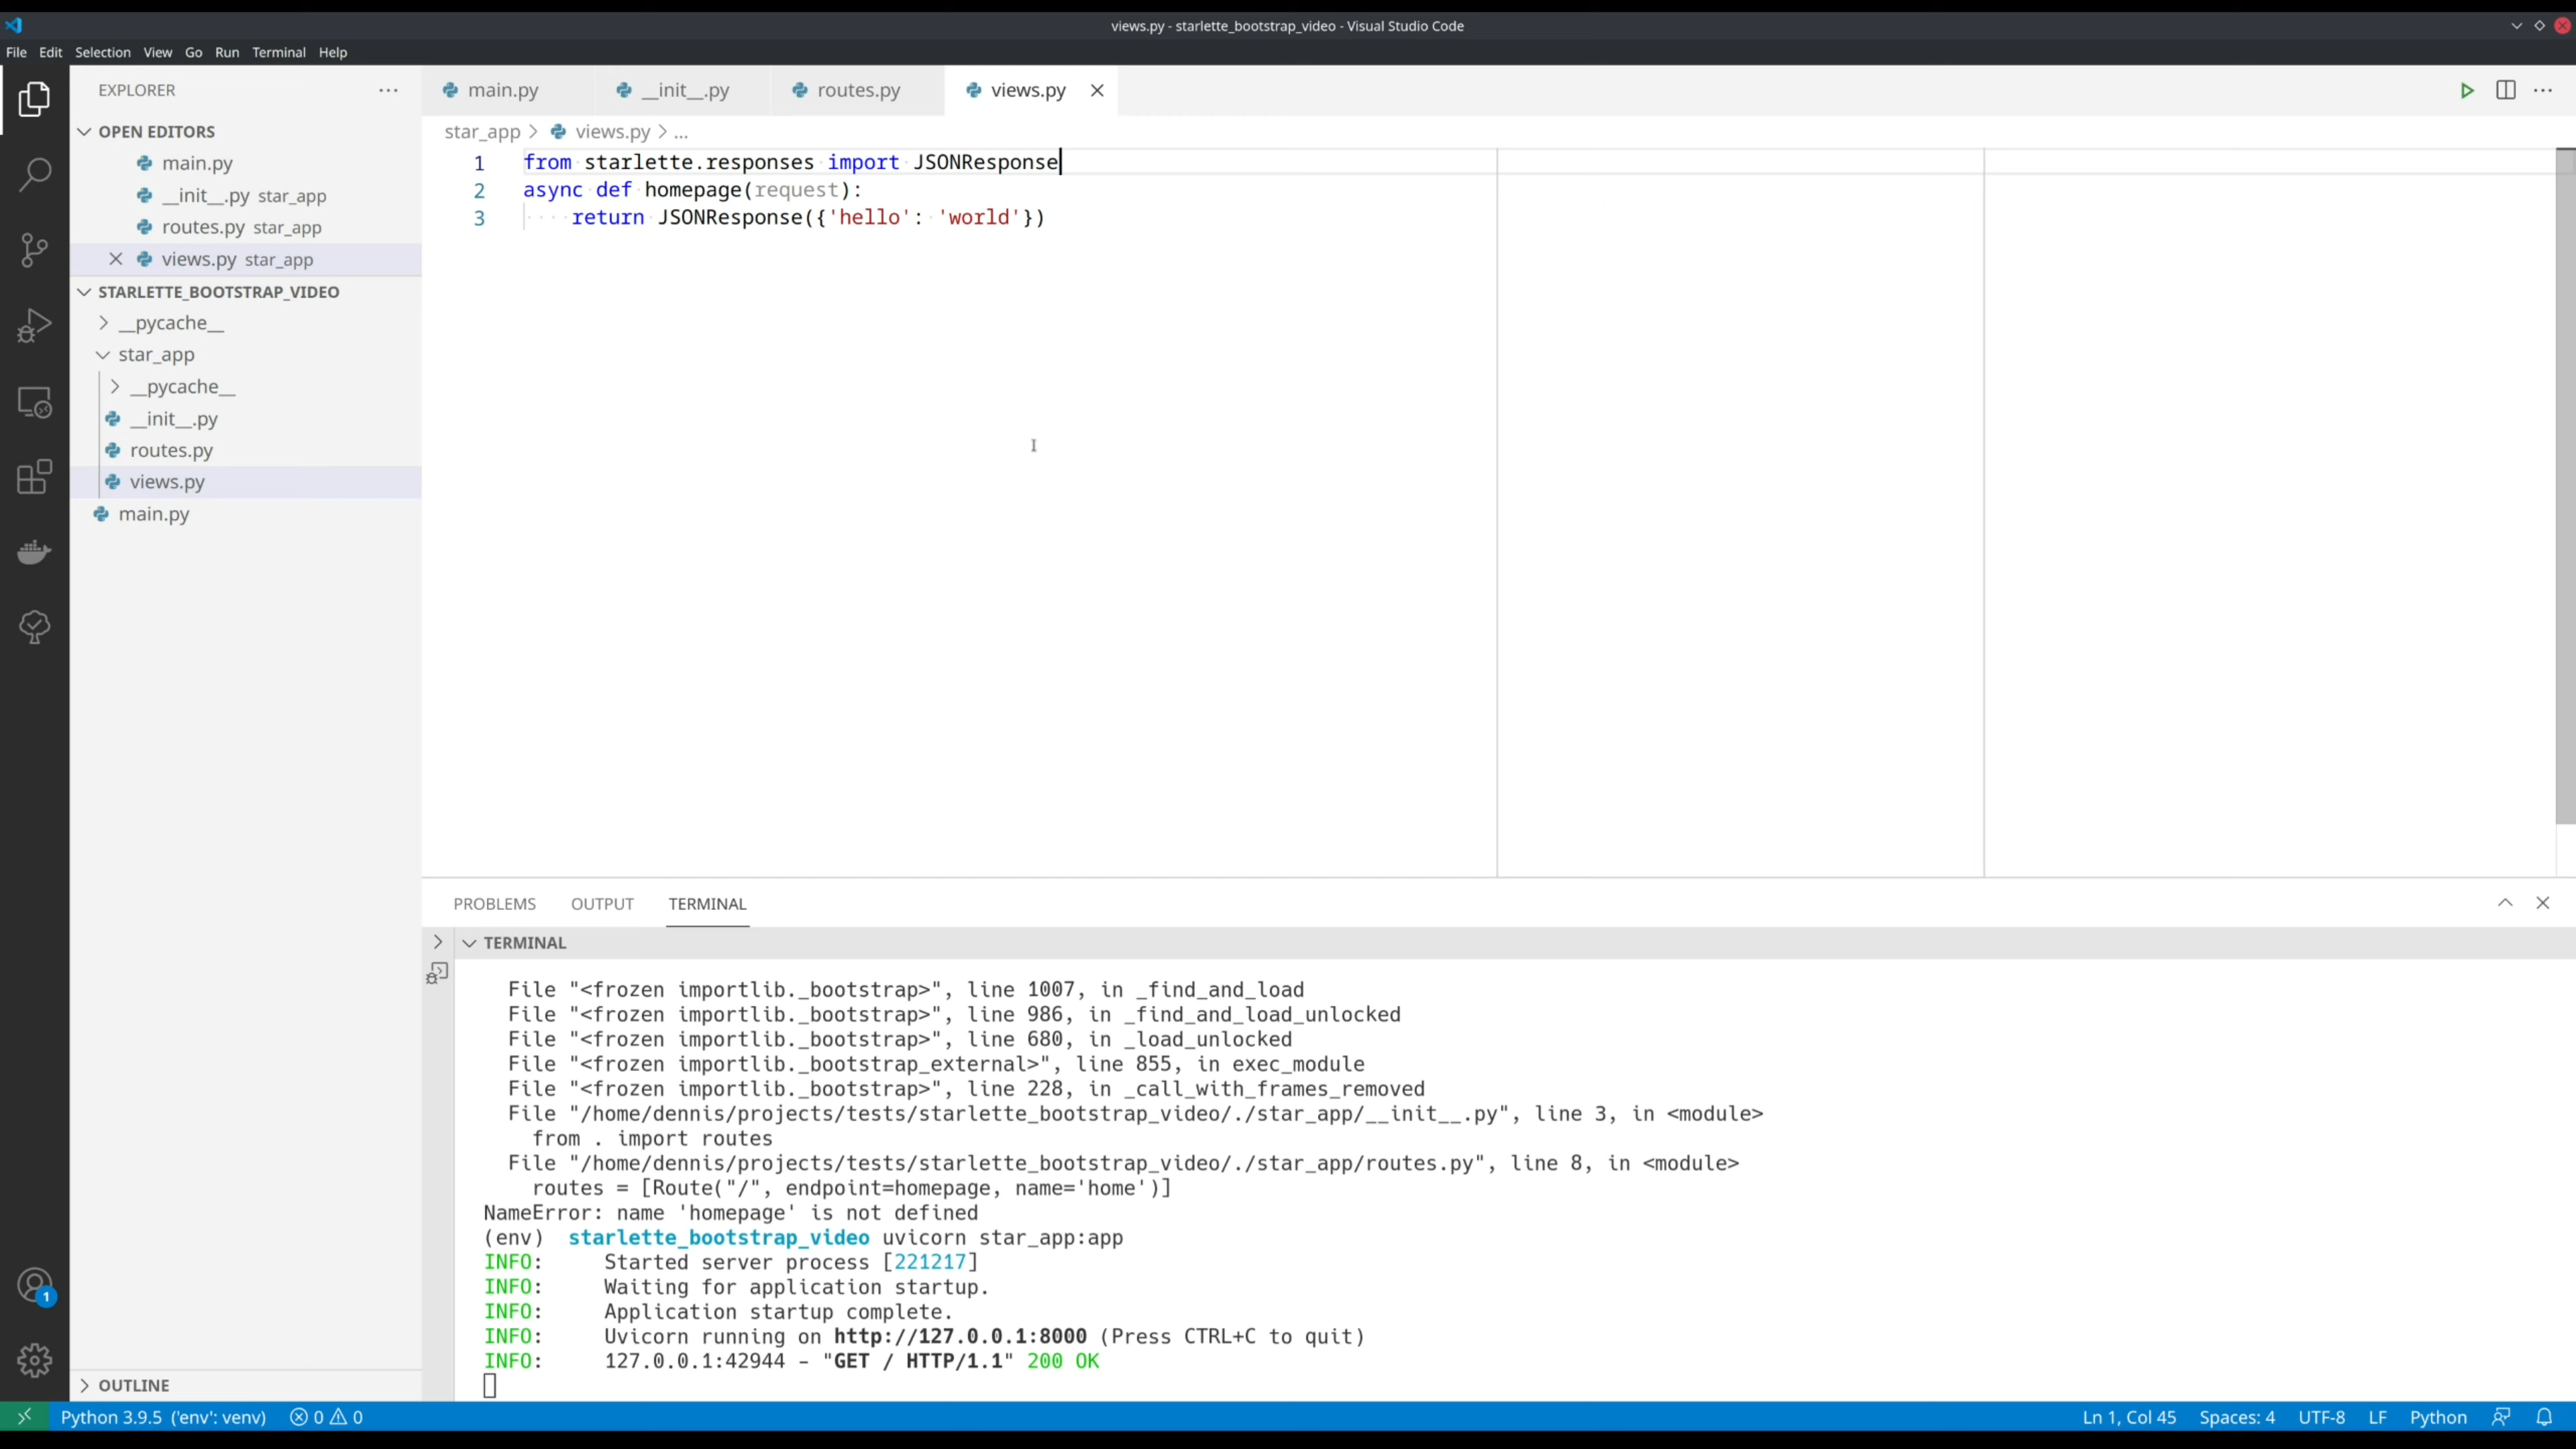 views.py - starlette_bootstrap_video - Visual Studio Code
File Edit Selection View Go Run Terminal Help
EXPLORER
OPEN EDITORS
main.py
__init__.py star_app
routes.py star_app
views.py star_app
STARLETTE_BOOTSTRAP_VIDEO
__pycache__
star_app
__pycache__
__init__.py
routes.py
views.py
main.py
OUTLINE
main.py __init__.py routes.py views.py
star_app > views.py > ...
1 from starlette.responses import JSONResponse
2 async def homepage(request):
3 return JSONResponse({'hello': 'world'})
PROBLEMS OUTPUT TERMINAL
TERMINAL
File "<frozen importlib._bootstrap>", line 1007, in _find_and_load
File "<frozen importlib._bootstrap>", line 986, in _find_and_load_unlocked
File "<frozen importlib._bootstrap>", line 680, in _load_unlocked
File "<frozen importlib._bootstrap_external>", line 855, in exec_module
File "<frozen importlib._bootstrap>", line 228, in _call_with_frames_removed
File "/home/dennis/projects/tests/starlette_bootstrap_video/./star_app/__init__.py", line 3, in <module>
from . import routes
File "/home/dennis/projects/tests/starlette_bootstrap_video/./star_app/routes.py", line 8, in <module>
routes = [Route("/", endpoint=homepage, name='home')]
NameError: name 'homepage' is not defined
(env) starlette_bootstrap_video uvicorn star_app:app
INFO: Started server process [221217]
INFO: Waiting for application startup.
INFO: Application startup complete.
INFO: Uvicorn running on http://127.0.0.1:8000 (Press CTRL+C to quit)
INFO: 127.0.0.1:42944 - "GET / HTTP/1.1" 200 OK
1
Python 3.9.5 ('env': venv) 0 0 Ln 1, Col 45 Spaces: 4 UTF-8 LF Python